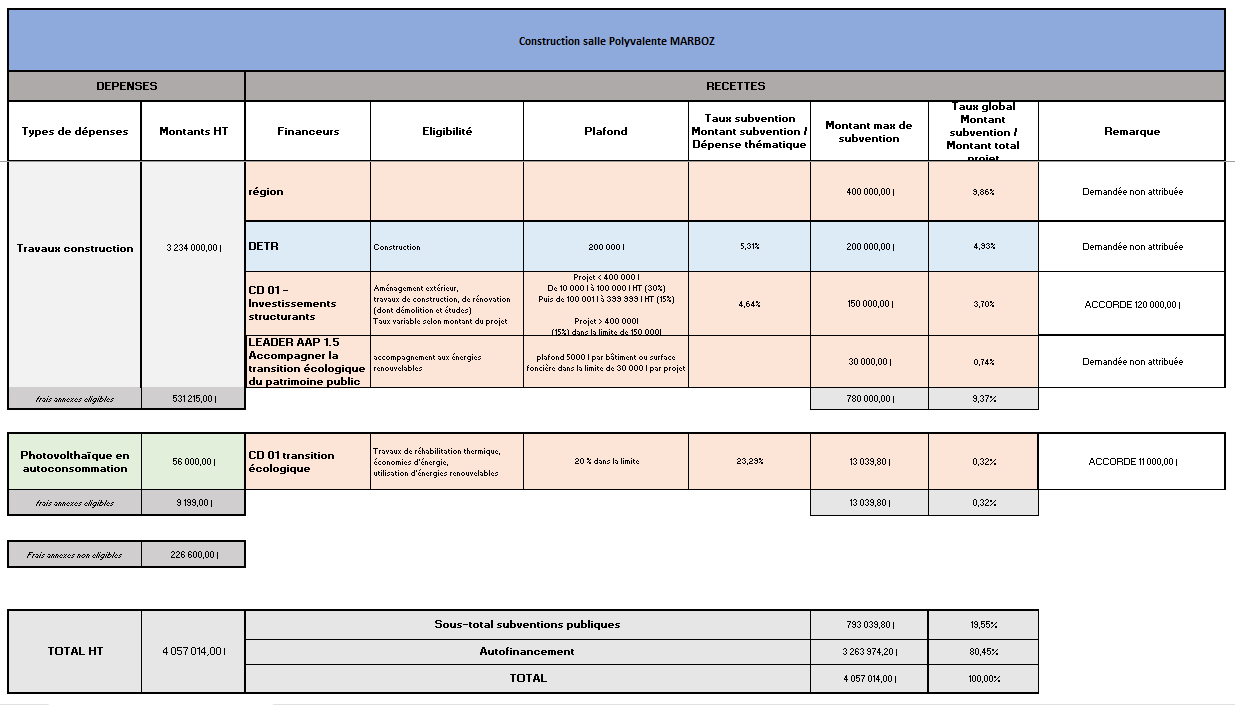 Construction salle Polyvalente MARBOZ
DEPENSES
RECETTES
Types de dépenses
Montants HT
Financeurs
Eligibilité
Plafond
Taux subvention
Montant subvention /
Dépense thématique
Montant max de
subvention
Taux global
Montant
subvention /
Montant total
projet
Remarque
Travaux construction
3 234 000,00 |
région
400 000,00 |
9,86%
Demandée non attribuée
DETR
Construction
200 000 |
5,31%
200 000,00 |
4,93%
Demandée non attribuée
CD 01 -
Investissements
structurants
Aménagement extérieur,
travaux de construction, de rénovation
(dont démolition et études)
Taux variable selon montant du projet
Projet < 400 000 |
De 10 000 | à 100 000 | HT (30%)
Puis de 100 001 | à 399 999 | HT (15%)
Projet > 400 000|
(15%) dans la limite de 150 000|
4,64%
150 000,00 |
3,70%
ACCORDE 120 000,00 |
LEADER AAP 1.5
Accompagner la
transition écologique
du patrimoine public
accompagnement aux énergies
renouvelables
plafond 5000 | par bâtiment ou surface
foncière dans la limite de 30 000 | par projet
30 000,00 |
0,74%
Demandée non attribuée
frais annexes eligibles
531 215,00 |
780 000,00 |
9,37%
Photovolthaïque en
autoconsommation
56 000,00 |
CD 01 transition
écologique
Travaux de réhabilitation thermique,
économies d'énergie,
utilisation d'énergies renouvelables
20 % dans la limite
23,29%
13 039,80 |
0,32%
ACCORDE 11 000,00 |
frais annexes eligibles
9 199,00 |
13 039,80 |
0,32%
Frais annexes non eligibles
226 600,00 |
TOTAL HT
4 057 014,00 |
Sous-total subventions publiques
793 039,80 |
19,55%
Autofinancement
3 263 974,20 |
80,45%
TOTAL
4 057 014,00 |
100,00%